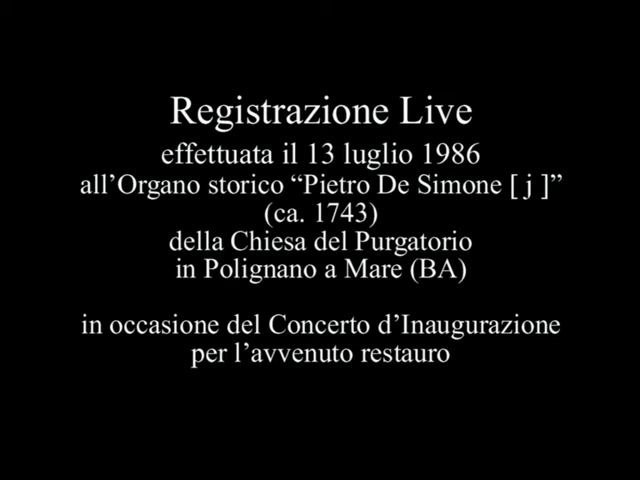 Registrazione Live
effettuata il 13 luglio 1986
all’Organo storico “Pietro De Simone [ j ]”
(ca. 1743)
della Chiesa del Purgatorio
in Polignano a Mare (BA)
in occasione del Concerto d’Inaugurazione
per l’avvenuto restauro